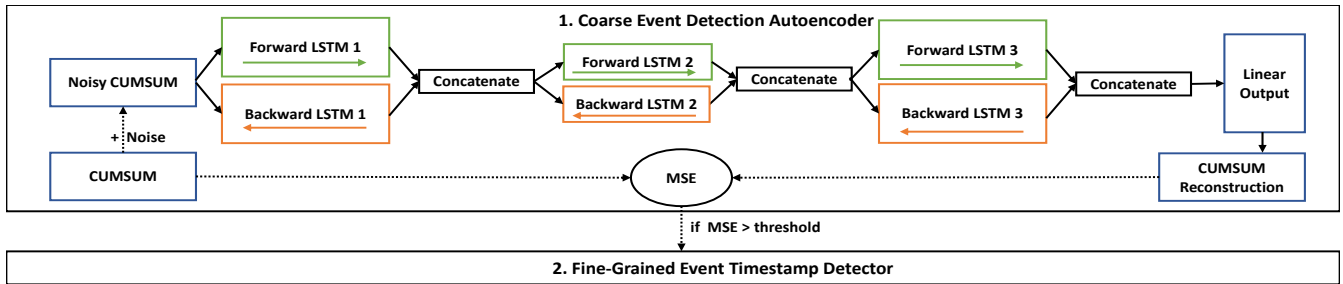 1. Coarse Event Detection Autoencoder
Noisy CUMSUM
Forward LSTM 1
Backward LSTM 1
Concatenate
Forward LSTM 2
Backward LSTM 2
Concatenate
Forward LSTM 3
Backward LSTM 3
Concatenate
Linear
Output
+ Noise
CUMSUM
MSE
CUMSUM
Reconstruction
if MSE > threshold
2. Fine-Grained Event Timestamp Detector